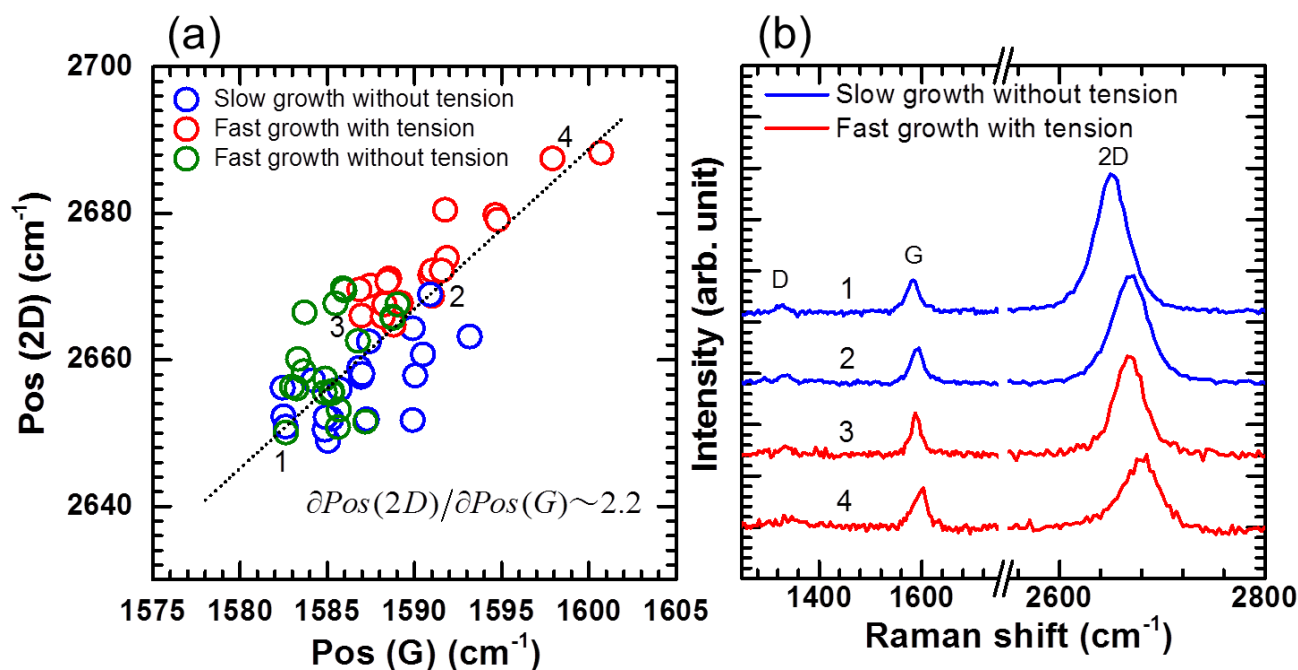 (a)
Pos (2D) (cm⁻¹)
2700
2680
2660
2640
2620
Slow growth without tension
Fast growth with tension
Fast growth without tension
4
2
3
1
∂Pos(2D)/∂Pos(G)~2.2
1575 1580 1585 1590 1595 1600 1605
Pos (G) (cm⁻¹)
(b)
Intensity (arb. unit)
Slow growth without tension
Fast growth with tension
2D
G
D
1
2
3
4
1400 1600 2600 2800
Raman shift (cm⁻¹)